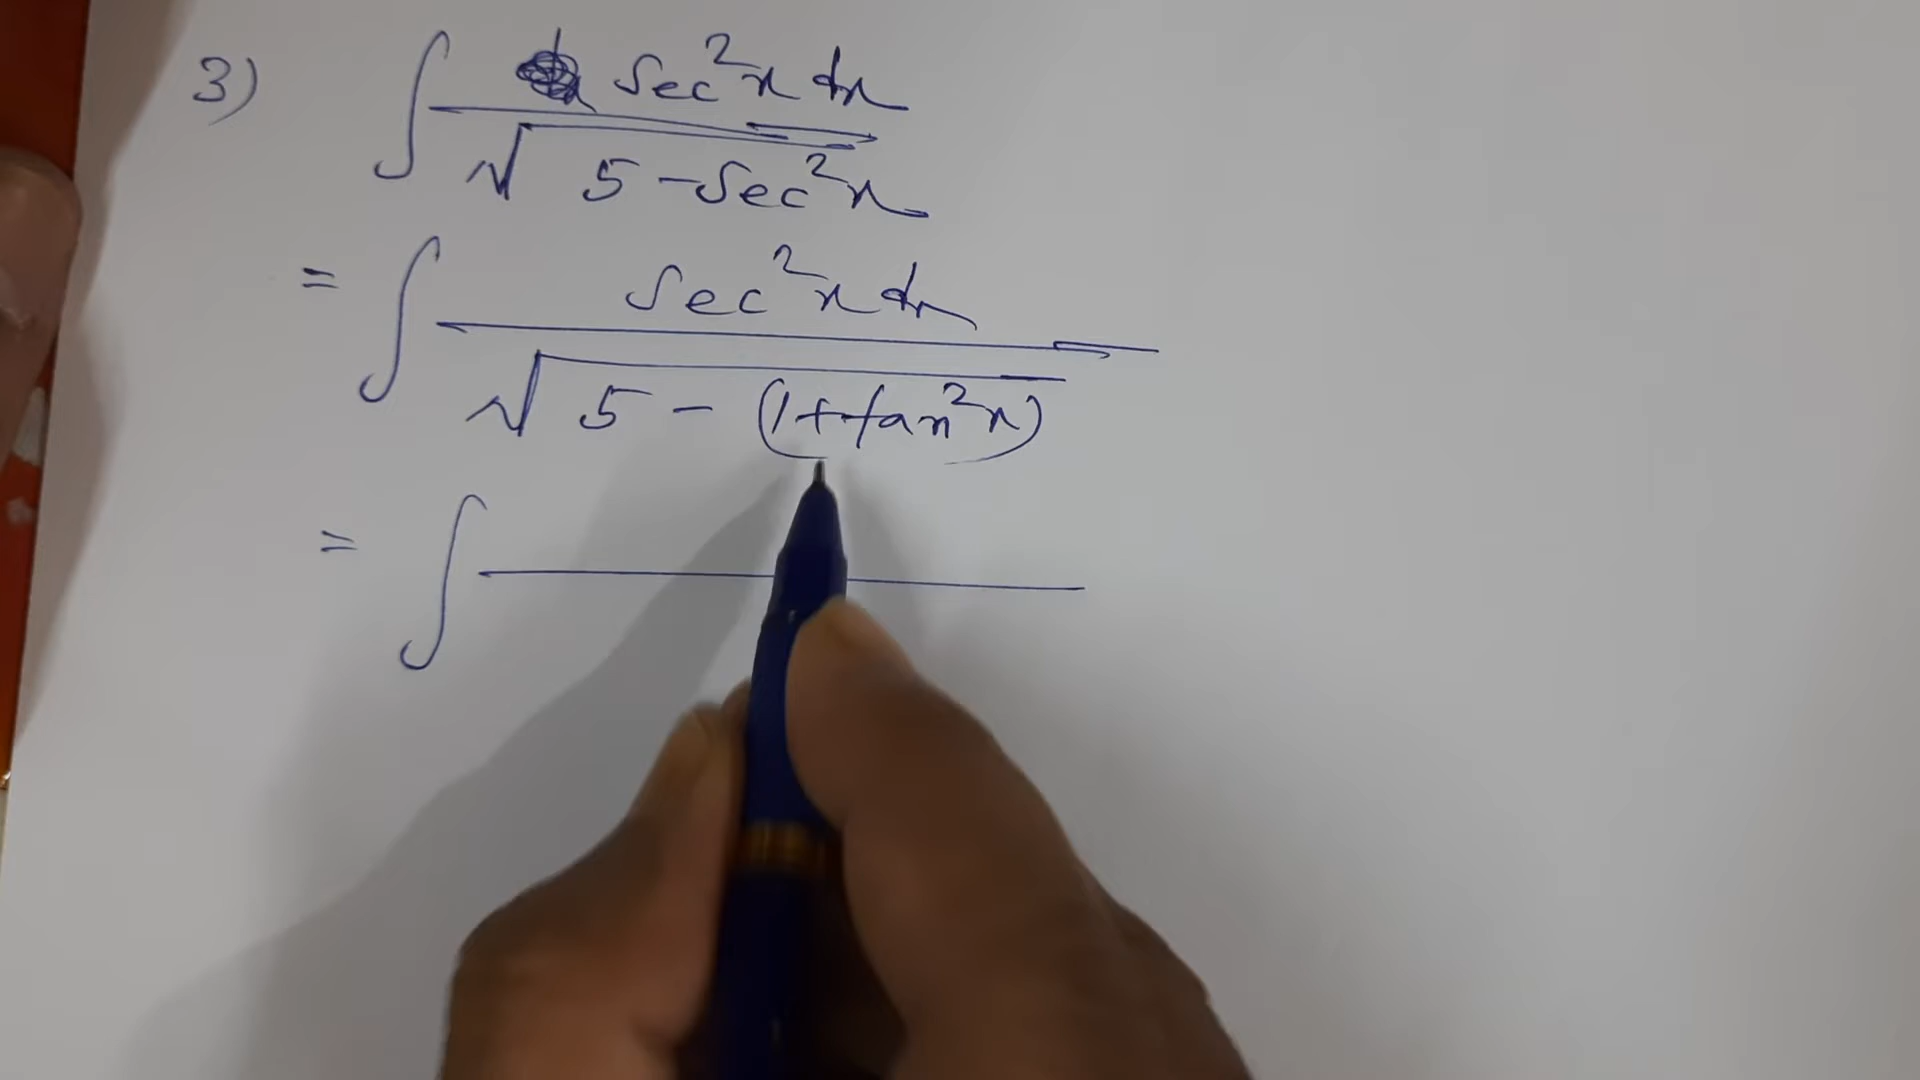 3) ∫ sec²x dx / √(5 - sec²x)
= ∫ sec²x dx / √(5 - (1 + tan²x))
= ∫